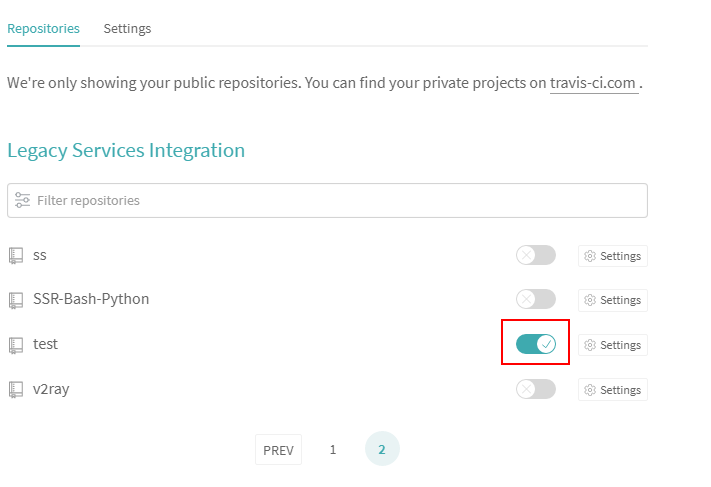 Repositories Settings
We're only showing your public repositories. You can find your private projects on travis-ci.com .
Legacy Services Integration
Filter repositories
ss Settings
SSR-Bash-Python Settings
test Settings
v2ray Settings
PREV 1 2